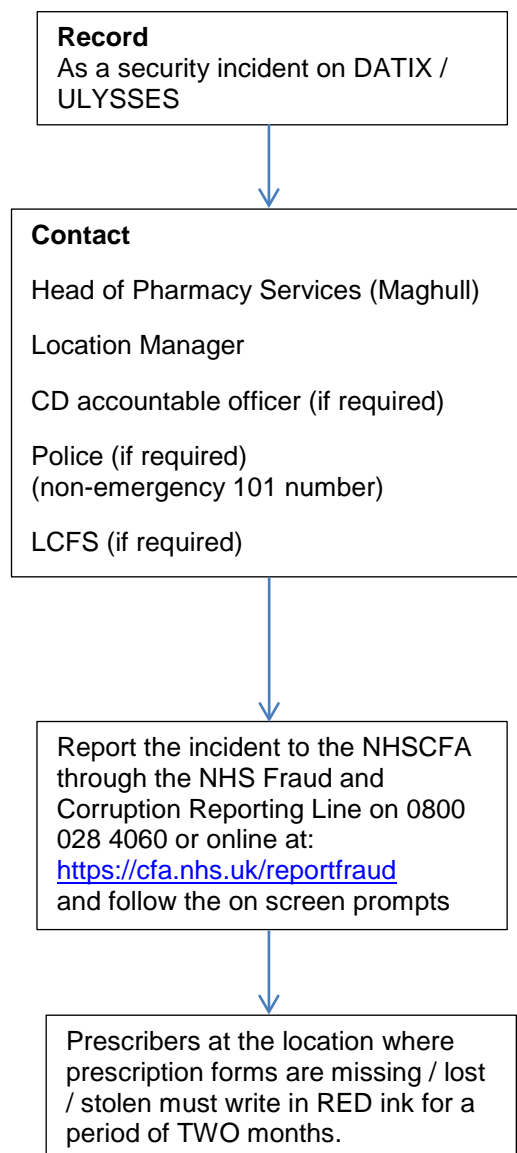 Record
As a security incident on DATIX /
ULYSSES
Contact
Head of Pharmacy Services (Maghull)
Location Manager
CD accountable officer (if required)
Police (if required)
(non-emergency 101 number)
LCFS (if required)
Report the incident to the NHSCFA
through the NHS Fraud and
Corruption Reporting Line on 0800
028 4060 or online at:
https://cfa.nhs.uk/reportfraud
and follow the on screen prompts
Prescribers at the location where
prescription forms are missing / lost
/ stolen must write in RED ink for a
period of TWO months.